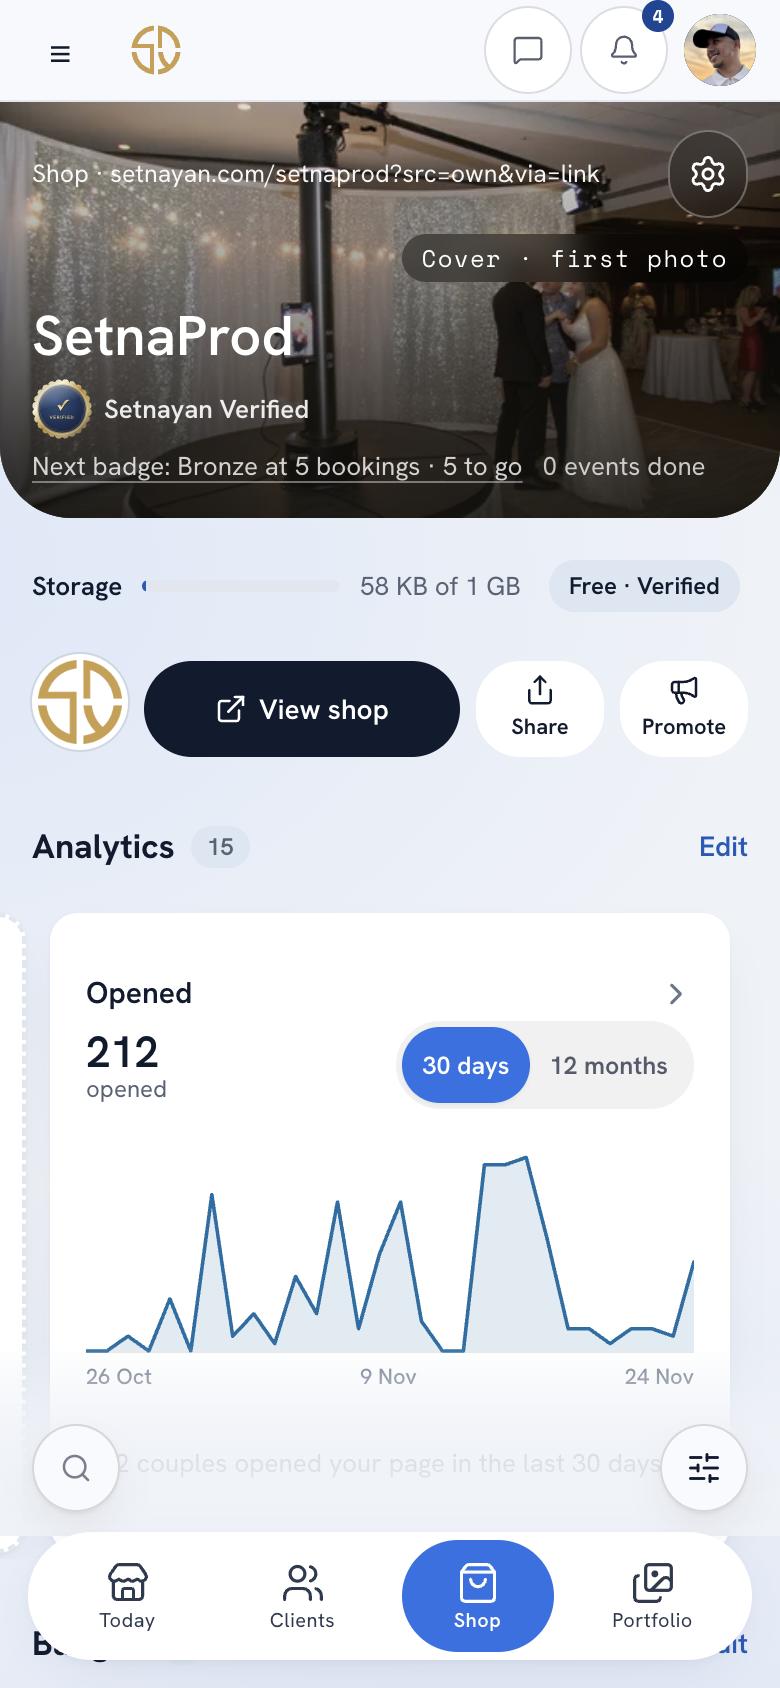 4
Shop · setnayan.com/setnaprod?src=own&via=link
Cover · first photo
SetnaProd
VERIFIED
Setnayan Verified
Next badge: Bronze at 5 bookings · 5 to go 0 events done
Storage 58 KB of 1 GB Free · Verified
View shop
Share
Promote
Analytics 15 Edit
Opened
212
opened
30 days 12 months
26 Oct 9 Nov 24 Nov
couples opened your page in the last 30 days
Today Clients Shop Portfolio